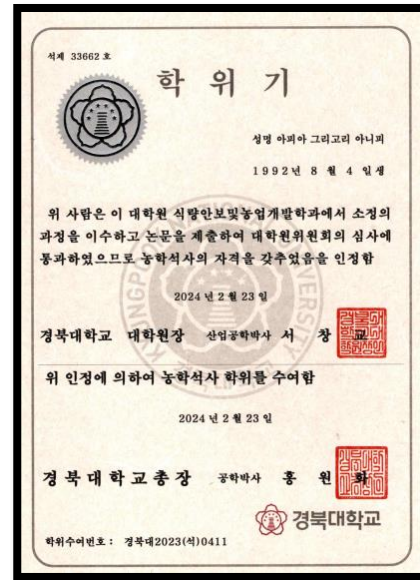 석제 33662 호
학 위 기
성명 아피아 그리고리 아니피
1992년 8 월 4 일생
위 사람은 이 대학원 식량안보및농업개발학과에서 소정의
과정을 이수하고 논문을 제출하여 대학원위원회의 심사에
통과하였으므로 농학석사의 자격을 갖추었음을 인정함
2024 년 2 월 23 일
경북대학교 대학원장 산업공학박사 서 창 교
위 인정에 의하여 농학석사 학위를 수여함
2024 년 2 월 23 일
경 북 대 학 교 총 장 공학박사 홍 원 화
경북대학교
학위수여번호 : 경북대2023(석)0411